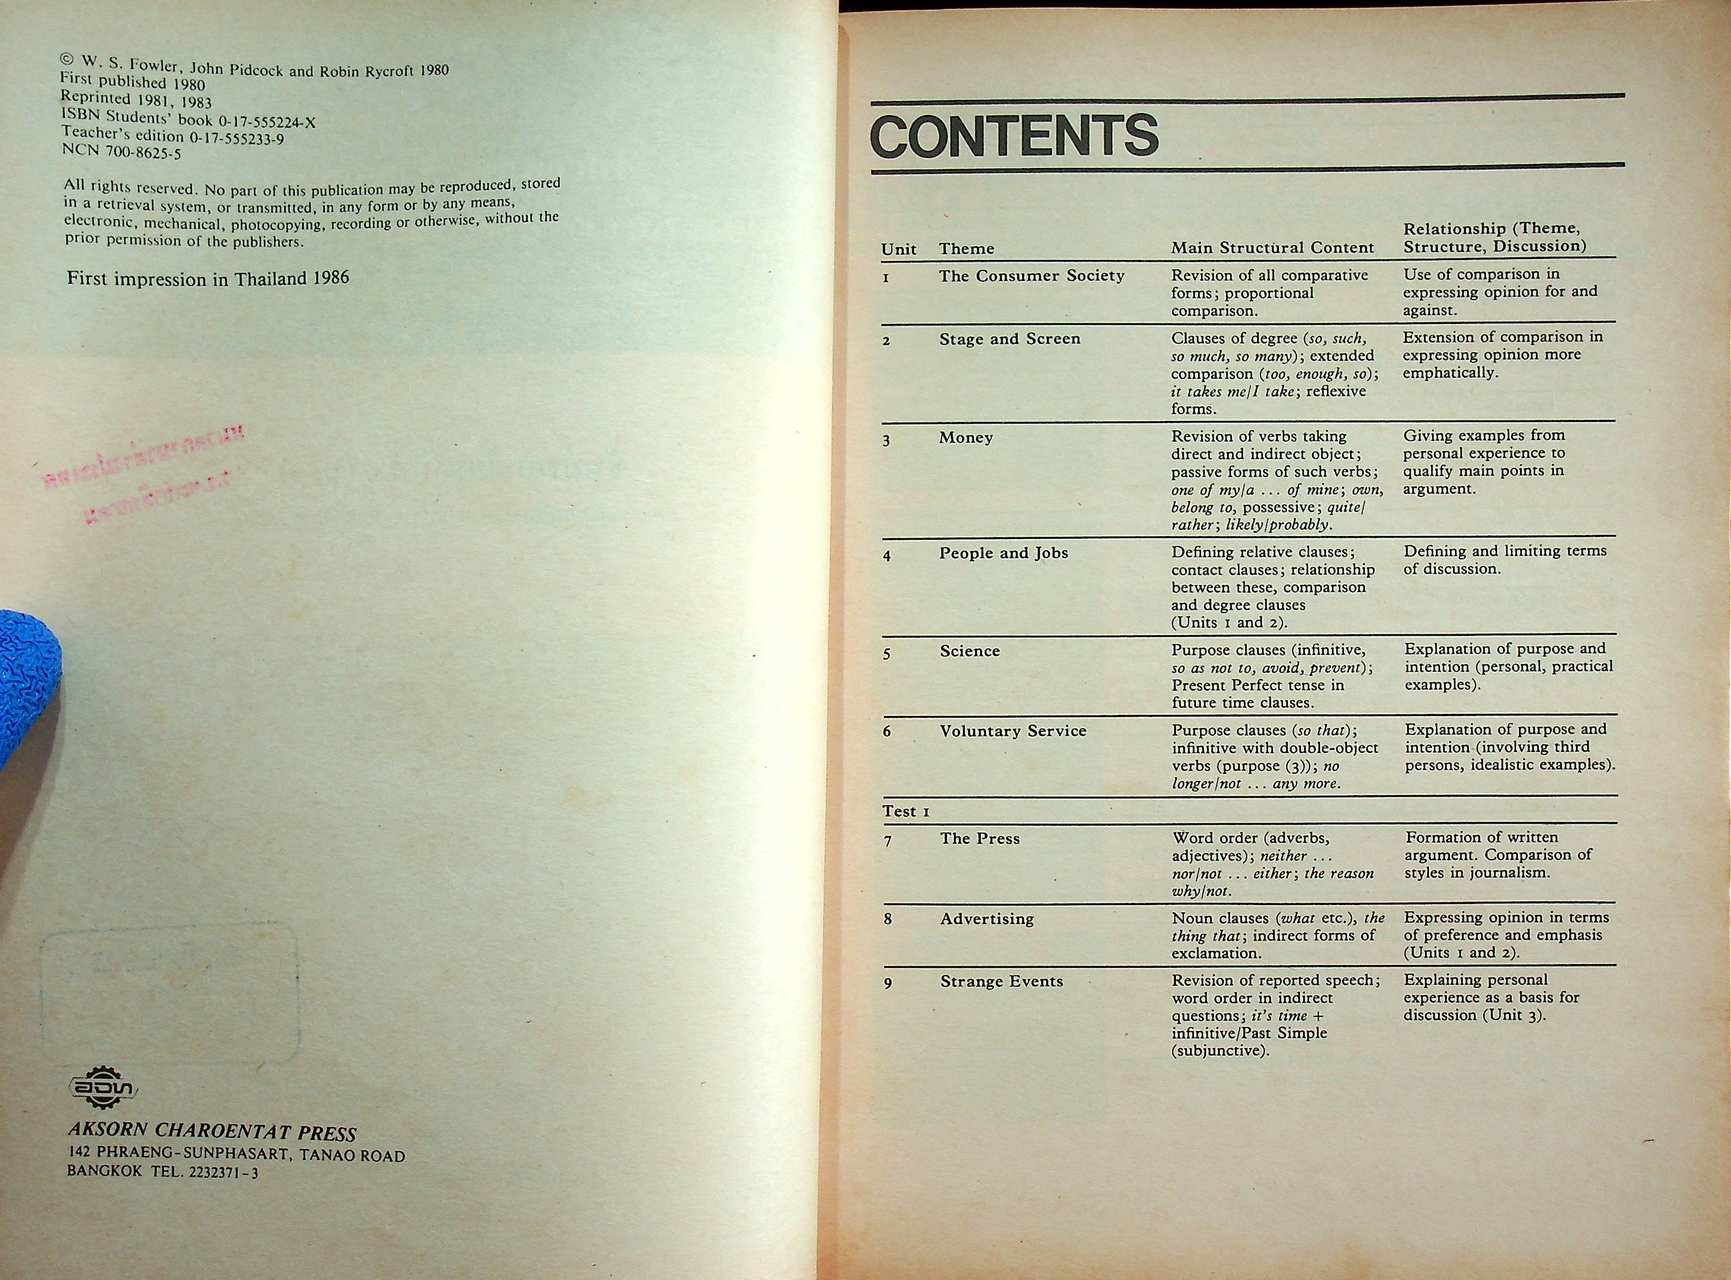 © W. S. Fowler, John Pidcock and Robin Rycroft 1980
First published 1980
Reprinted 1981, 1983
ISBN Students' book 0-17-555224-X
Teacher's edition 0-17-555233-9
NCN 700-8625-5
All rights reserved. No part of this publication may be reproduced, stored
in a retrieval system, or transmitted, in any form or by any means,
electronic, mechanical, photocopying, recording or otherwise, without the
prior permission of the publishers.
First impression in Thailand 1986
อจท
AKSORN CHAROENTAT PRESS
142 PHRAENG-SUNPHASART, TANAO ROAD
BANGKOK TEL. 2232371-3
CONTENTS
Unit Theme Main Structural Content Relationship (Theme,
Structure, Discussion)
1 The Consumer Society Revision of all comparative Use of comparison in
forms; proportional expressing opinion for and
comparison. against.
2 Stage and Screen Clauses of degree (so, such, Extension of comparison in
so much, so many); extended expressing opinion more
comparison (too, enough, so); emphatically.
it takes me/I take; reflexive
forms.
3 Money Revision of verbs taking Giving examples from
direct and indirect object; personal experience to
passive forms of such verbs; qualify main points in
one of my/a ... of mine; own, argument.
belong to, possessive; quite/
rather; likely/probably.
4 People and Jobs Defining relative clauses; Defining and limiting terms
contact clauses; relationship of discussion.
between these, comparison
and degree clauses
(Units 1 and 2).
5 Science Purpose clauses (infinitive, Explanation of purpose and
so as not to, avoid, prevent); intention (personal, practical
Present Perfect tense in examples).
future time clauses.
6 Voluntary Service Purpose clauses (so that); Explanation of purpose and
infinitive with double-object intention (involving third
verbs (purpose (3)); no persons, idealistic examples).
longer/not ... any more.
Test 1
7 The Press Word order (adverbs, Formation of written
adjectives); neither ... argument. Comparison of
nor/not ... either; the reason styles in journalism.
why/not.
8 Advertising Noun clauses (what etc.), the Expressing opinion in terms
thing that; indirect forms of of preference and emphasis
exclamation. (Units 1 and 2).
9 Strange Events Revision of reported speech; Explaining personal
word order in indirect experience as a basis for
questions; it's time + discussion (Unit 3).
infinitive/Past Simple
(subjunctive).